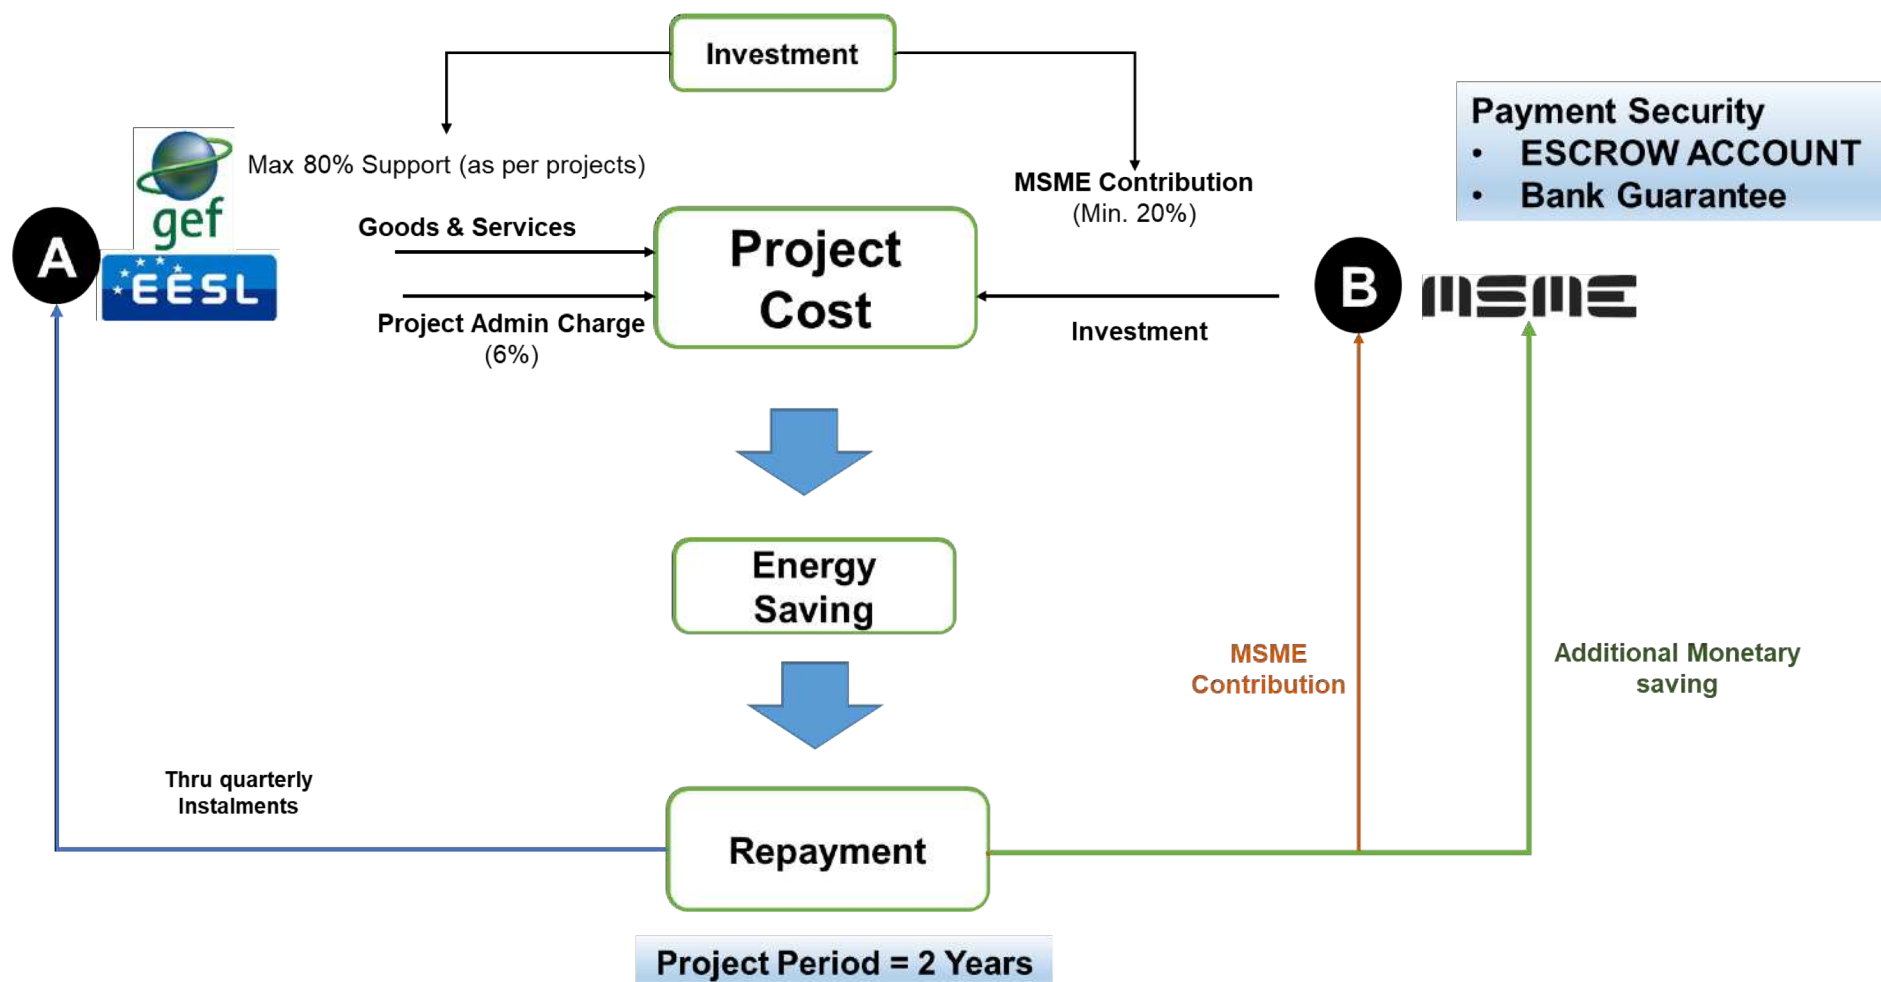 Investment
Payment Security
• ESCROW ACCOUNT
• Bank Guarantee
Max 80% Support (as per projects)
MSME Contribution
(Min. 20%)
gef
A
EESL
Goods & Services
Project
Cost
B
MSME
Project Admin Charge
(6%)
Investment
Energy
Saving
MSME
Contribution
Additional Monetary
saving
Thru quarterly
Instalments
Repayment
Project Period = 2 Years